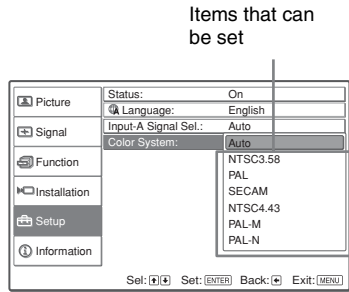 Items that can
be set
Picture
Signal
Function
Installation
Setup
Information
Status: On
Language: English
Input-A Signal Sel.: Auto
Color System: Auto
NTSC3.58
PAL
SECAM
NTSC4.43
PAL-M
PAL-N
Sel: Set: ENTER Back: Exit: MENU